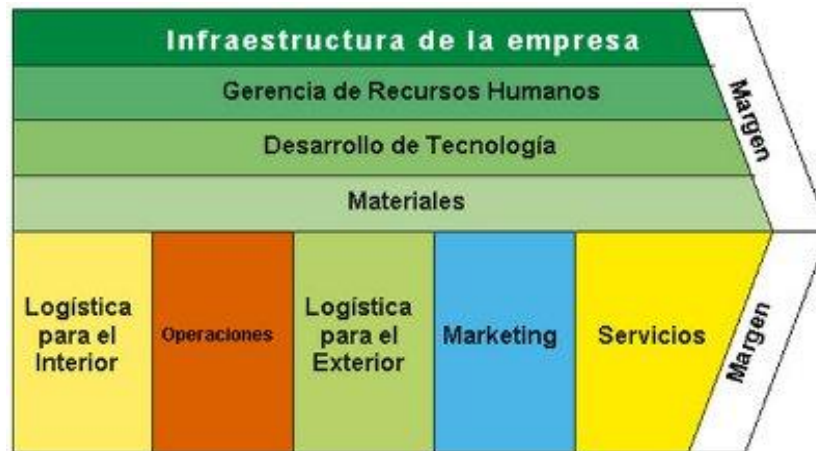 Infraestructura de la empresa
Gerencia de Recursos Humanos
Desarrollo de Tecnología
Materiales
Margen
Logística
para el
Interior
Operaciones
Logística
para el
Exterior
Marketing
Servicios
Margen